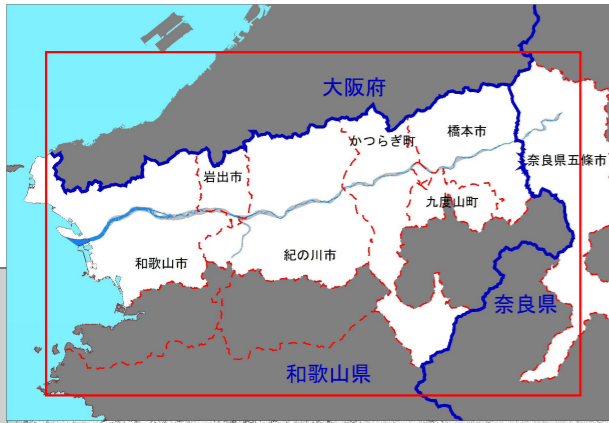 大阪府
かつらぎ町
橋本市
岩出市
奈良県五條市
九度山町
紀の川市
和歌山市
奈良県
和歌山県